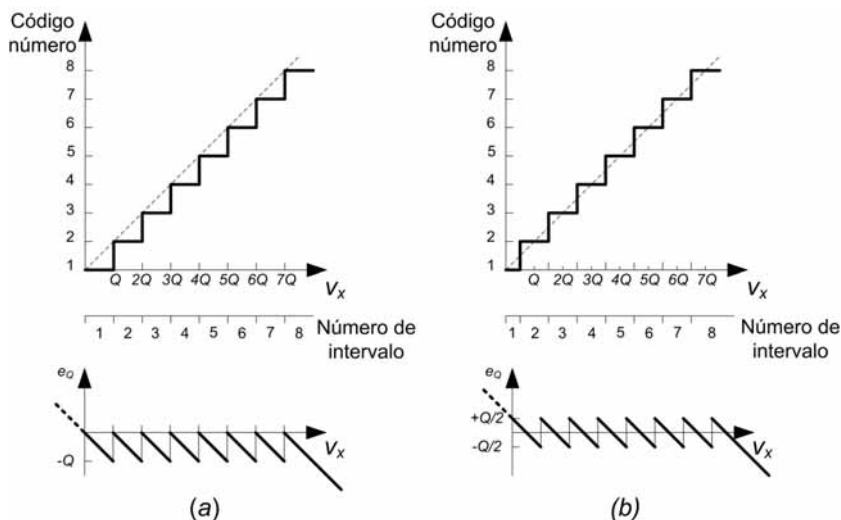 Código
número
8
7
6
5
4
3
2
1
Q 2Q 3Q 4Q 5Q 6Q 7Q
Vx
1 2 3 4 5 6 7 8
Número de
intervalo
eQ
-Q
Vx
(a)
Código
número
8
7
6
5
4
3
2
1
Q 2Q 3Q 4Q 5Q 6Q 7Q
Vx
1 2 3 4 5 6 7 8
Número de
intervalo
eQ
+Q/2
-Q/2
Vx
(b)